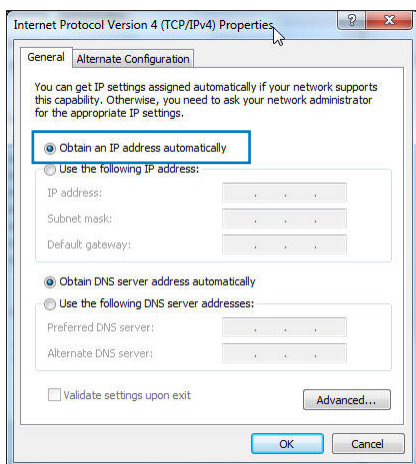 Internet Protocol Version 4 (TCP/IPv4) Properties
General
Alternate Configuration
You can get IP settings assigned automatically if your network supports
this capability. Otherwise, you need to ask your network administrator
for the appropriate IP settings.
Obtain an IP address automatically
Use the following IP address:
IP address:
Subnet mask:
Default gateway:
Obtain DNS server address automatically
Use the following DNS server addresses:
Preferred DNS server:
Alternate DNS server:
Validate settings upon exit
Advanced...
OK
Cancel